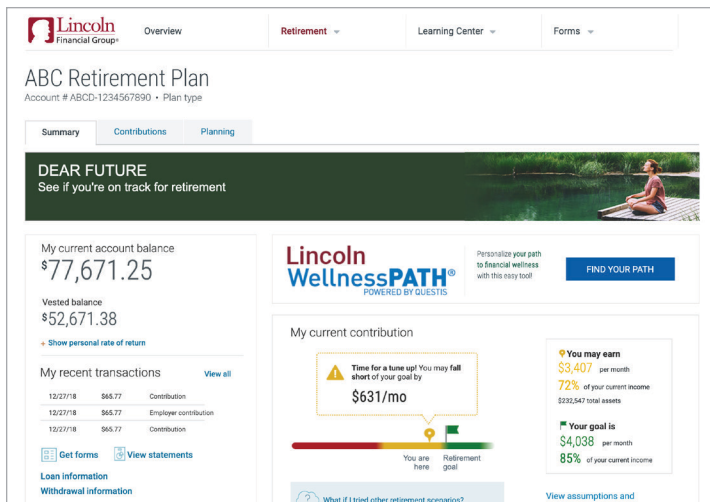 Lincoln
Financial Group®
Overview
Retirement
Learning Center
Forms
ABC Retirement Plan
Account # ABCD-1234567890 • Plan type
Summary
Contributions
Planning
DEAR FUTURE
See if you're on track for retirement
My current account balance
$77,671.25
Vested balance
$52,671.38
+ Show personal rate of return
My recent transactions
View all
12/27/18 $65.77 Contribution
12/27/18 $65.77 Employer contribution
12/27/18 $65.77 Contribution
Get forms
View statements
Loan information
Withdrawal information
Lincoln
WellnessPATH®
POWERED BY QUESTIS
Personalize your path
to financial wellness
with this easy tool!
FIND YOUR PATH
My current contribution
Time for a tune up! You may fall
short of your goal by
$631/mo
You are
here
Retirement
goal
? What if I tried other retirement scenarios?
You may earn
$3,407 per month
72% of your current income
$232,547 total assets
Your goal is
$4,038 per month
85% of your current income
View assumptions and